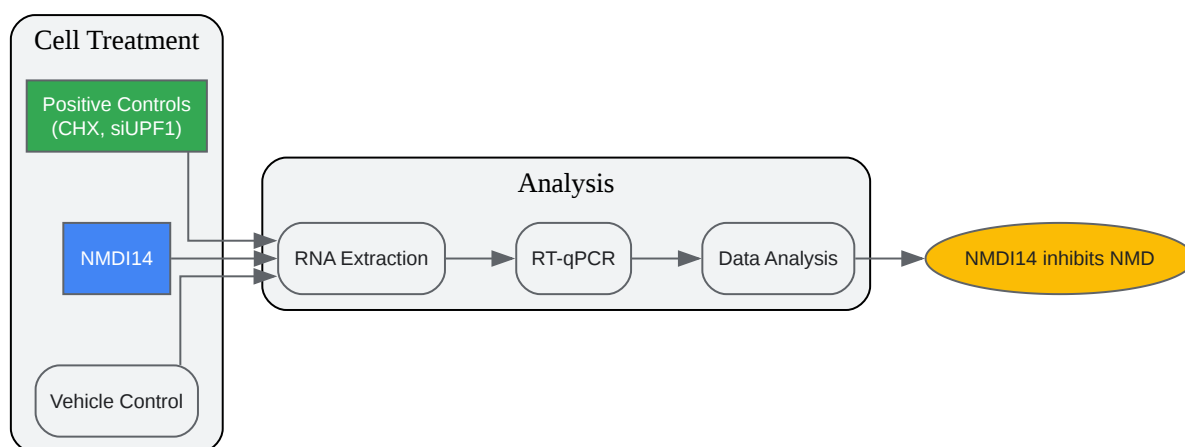 Cell Treatment
Positive Controls
(CHX, siUPF1)
NMDI14
Vehicle Control
Analysis
RNA Extraction
RT-qPCR
Data Analysis
NMDI14 inhibits NMD